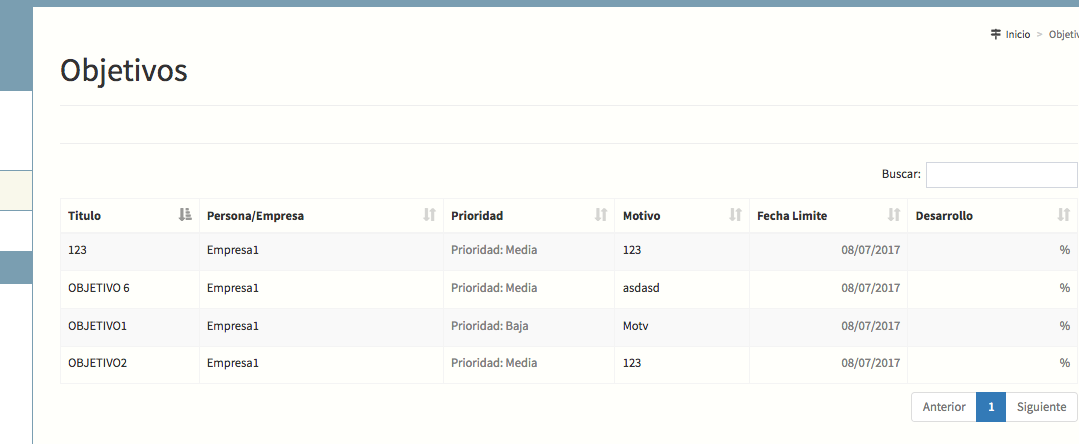 Inicio > Objetiv
Objetivos
Buscar:
Titulo Persona/Empresa Prioridad Motivo Fecha Limite Desarrollo
123 Empresa1 Prioridad: Media 123 08/07/2017 %
OBJETIVO 6 Empresa1 Prioridad: Media asdasd 08/07/2017 %
OBJETIVO1 Empresa1 Prioridad: Baja Motv 08/07/2017 %
OBJETIVO2 Empresa1 Prioridad: Media 123 08/07/2017 %
Anterior 1 Siguiente